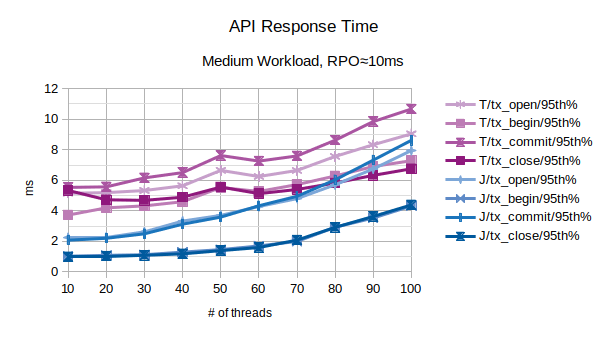 API Response Time
Medium Workload, RPO≈10ms
12
10
8
6
4
2
0
ms
10 20 30 40 50 60 70 80 90 100
# of threads
T/tx_open/95th%
T/tx_begin/95th%
T/tx_commit/95th%
T/tx_close/95th%
J/tx_open/95th%
J/tx_begin/95th%
J/tx_commit/95th%
J/tx_close/95th%